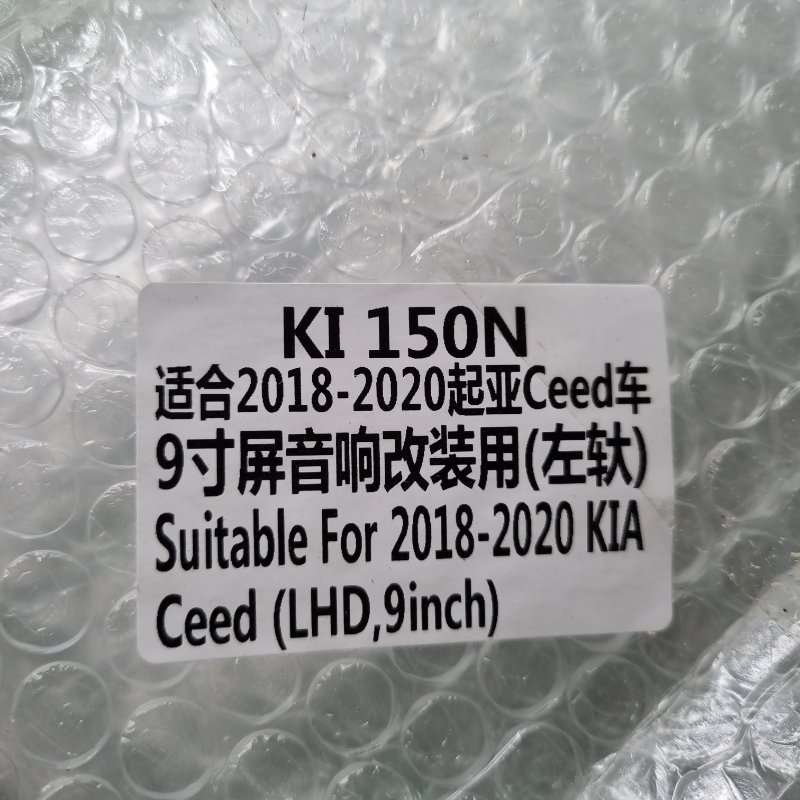 KI 150N
适合2018-2020起亚Ceed车
9寸屏音响改装用(左轪)
Suitable For 2018-2020 KIA
Ceed (LHD,9inch)